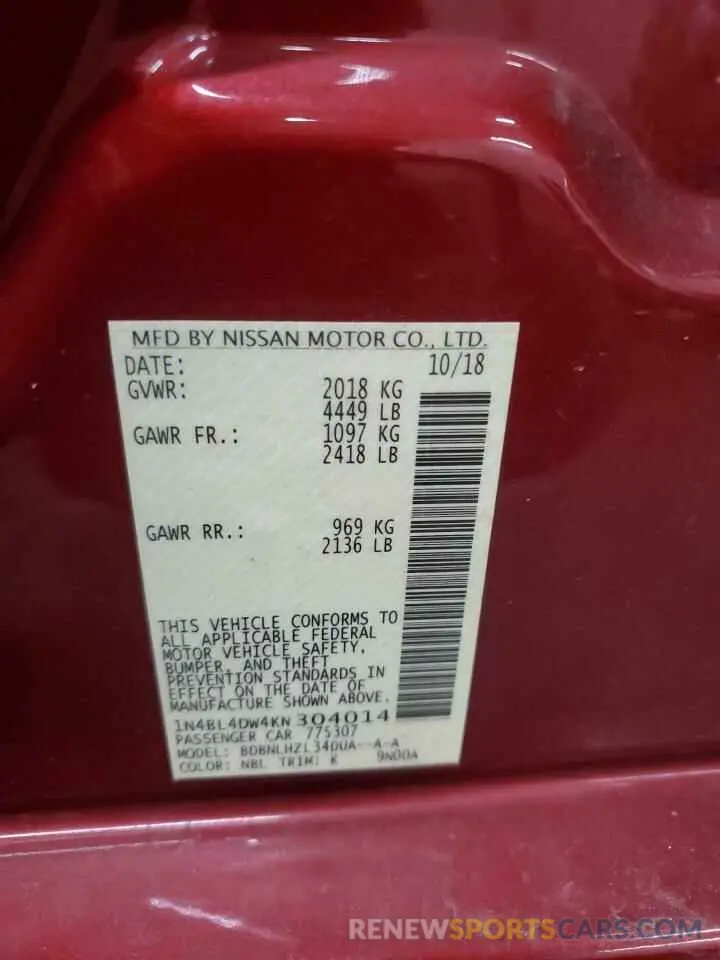 MFD BY NISSAN MOTOR CO., LTD.
DATE: 10/18
GVWR: 2018 KG
4449 LB
GAWR FR.: 1097 KG
2418 LB
GAWR RR.: 969 KG
2136 LB
THIS VEHICLE CONFORMS TO
ALL APPLICABLE FEDERAL
MOTOR VEHICLE SAFETY,
BUMPER, AND THEFT
PREVENTION STANDARDS IN
EFFECT ON THE DATE OF
MANUFACTURE SHOWN ABOVE.
1N4BL4DW4KN304014
PASSENGER CAR 775307
MODEL: BDBNLHZL34DUA--A-A
COLOR: NBL TRIM: K 9N00A
RENEWSPORTSCARS.COM